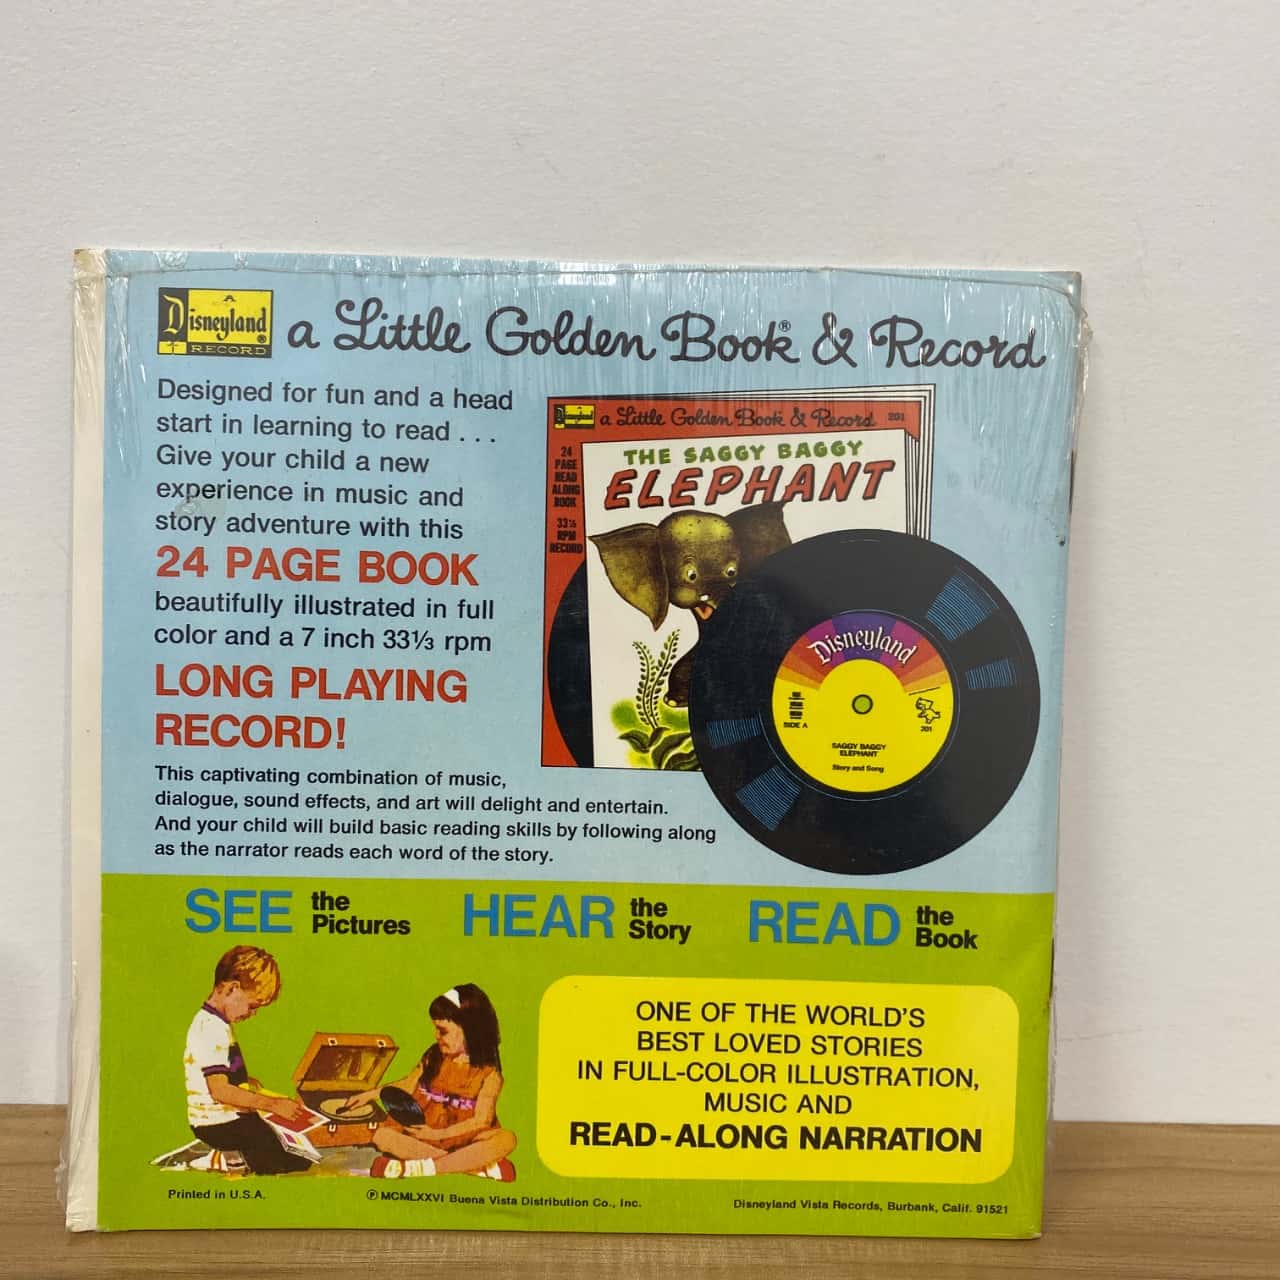 Disneyland®
RECORD
a Little Golden Book® & Record
Designed for fun and a head
start in learning to read . . .
Give your child a new
experience in music and
story adventure with this
24 PAGE BOOK
beautifully illustrated in full
color and a 7 inch 33⅓ rpm
LONG PLAYING
RECORD!
This captivating combination of music,
dialogue, sound effects, and art will delight and entertain.
And your child will build basic reading skills by following along
as the narrator reads each word of the story.
Disneyland
a Little Golden Book & Record
201
24
PAGE
READ
ALONG
BOOK
33⅓
RPM
RECORD
THE SAGGY BAGGY
ELEPHANT
Disneyland
SIDE A
201
SAGGY BAGGY
ELEPHANT
Story and Song
SEE the Pictures
HEAR the Story
READ the Book
ONE OF THE WORLD'S
BEST LOVED STORIES
IN FULL-COLOR ILLUSTRATION,
MUSIC AND
READ-ALONG NARRATION
Printed in U.S.A.
℗ MCMLXXVI Buena Vista Distribution Co., Inc.
Disneyland Vista Records, Burbank, Calif. 91521